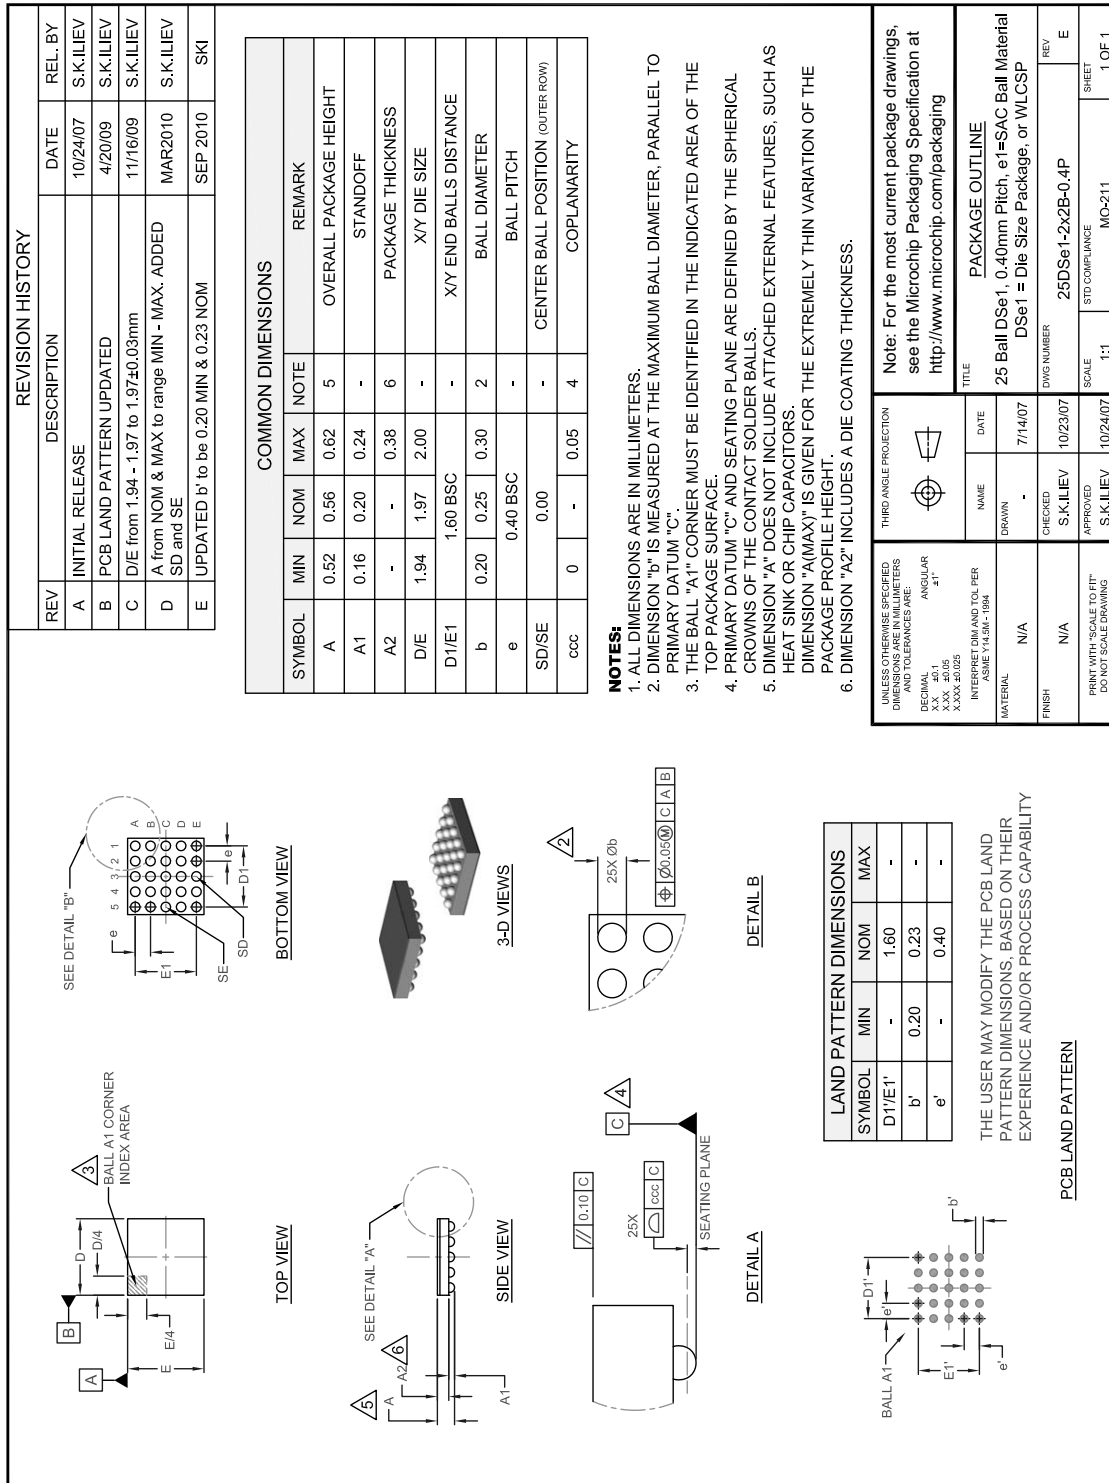 REVISION HISTORY
REV DESCRIPTION DATE REL. BY
A INITIAL RELEASE 10/24/07 S.K.ILIEV
B PCB LAND PATTERN UPDATED 4/20/09 S.K.ILIEV
C D/E from 1.94 - 1.97 to 1.97±0.03mm 11/16/09 S.K.ILIEV
D A from NOM & MAX to range MIN - MAX. ADDED SD and SE MAR2010 S.K.ILIEV
E UPDATED b' to be 0.20 MIN & 0.23 NOM SEP 2010 SKI
A
B
E
E/4
D
D/4
3
BALL A1 CORNER
INDEX AREA
TOP VIEW
SEE DETAIL "B"
e
5 4 3 2 1
A
B
C
D
E
E1
SE
SD
e
D1
BOTTOM VIEW
COMMON DIMENSIONS
SYMBOL MIN NOM MAX NOTE REMARK
A 0.52 0.56 0.62 5 OVERALL PACKAGE HEIGHT
A1 0.16 0.20 0.24 - STANDOFF
A2 - - 0.38 6 PACKAGE THICKNESS
D/E 1.94 1.97 2.00 - X/Y DIE SIZE
D1/E1 1.60 BSC - X/Y END BALLS DISTANCE
b 0.20 0.25 0.30 2 BALL DIAMETER
e 0.40 BSC - BALL PITCH
SD/SE 0.00 - CENTER BALL POSITION (OUTER ROW)
ccc 0 - 0.05 4 COPLANARITY
SEE DETAIL "A"
5
A
6
A2
A1
SIDE VIEW
3-D VIEWS
NOTES:
1. ALL DIMENSIONS ARE IN MILLIMETERS.
2. DIMENSION "b" IS MEASURED AT THE MAXIMUM BALL DIAMETER, PARALLEL TO
PRIMARY DATUM "C".
3. THE BALL "A1" CORNER MUST BE IDENTIFIED IN THE INDICATED AREA OF THE
TOP PACKAGE SURFACE.
4. PRIMARY DATUM "C" AND SEATING PLANE ARE DEFINED BY THE SPHERICAL
CROWNS OF THE CONTACT SOLDER BALLS.
5. DIMENSION "A" DOES NOT INCLUDE ATTACHED EXTERNAL FEATURES, SUCH AS
HEAT SINK OR CHIP CAPACITORS.
DIMENSION "A(MAX)" IS GIVEN FOR THE EXTREMELY THIN VARIATION OF THE
PACKAGE PROFILE HEIGHT.
6. DIMENSION "A2" INCLUDES A DIE COATING THICKNESS.
// 0.10 C
25X
ccc C
C
4
SEATING PLANE
DETAIL A
2
25X Øb
⌖ Ø0.05Ⓜ C A B
DETAIL B
BALL A1
D1'
e'
E1'
e'
b'
LAND PATTERN DIMENSIONS
SYMBOL MIN NOM MAX
D1'/E1' - 1.60 -
b' 0.20 0.23 -
e' - 0.40 -
THE USER MAY MODIFY THE PCB LAND
PATTERN DIMENSIONS, BASED ON THEIR
EXPERIENCE AND/OR PROCESS CAPABILITY
PCB LAND PATTERN
UNLESS OTHERWISE SPECIFIED
DIMENSIONS ARE IN MILLIMETERS
AND TOLERANCES ARE:
DECIMAL ANGULAR
X.X ±0.1 ±1°
X.XX ±0.05
X.XXX ±0.025
INTERPRET DIM AND TOL PER
ASME Y14.5M - 1994
MATERIAL
N/A
FINISH
N/A
PRINT WITH "SCALE TO FIT"
DO NOT SCALE DRAWING
THIRD ANGLE PROJECTION
NAME DATE
DRAWN
- 7/14/07
CHECKED
S.K.ILIEV 10/23/07
APPROVED
S.K.ILIEV 10/24/07
Note: For the most current package drawings,
see the Microchip Packaging Specification at
http://www.microchip.com/packaging
TITLE
PACKAGE OUTLINE
25 Ball DSe1, 0.40mm Pitch, e1=SAC Ball Material
DSe1 = Die Size Package, or WLCSP
DWG NUMBER
25DSe1-2x2B-0.4P
REV
E
SCALE
1:1
STD COMPLIANCE
MO-211
SHEET
1 OF 1